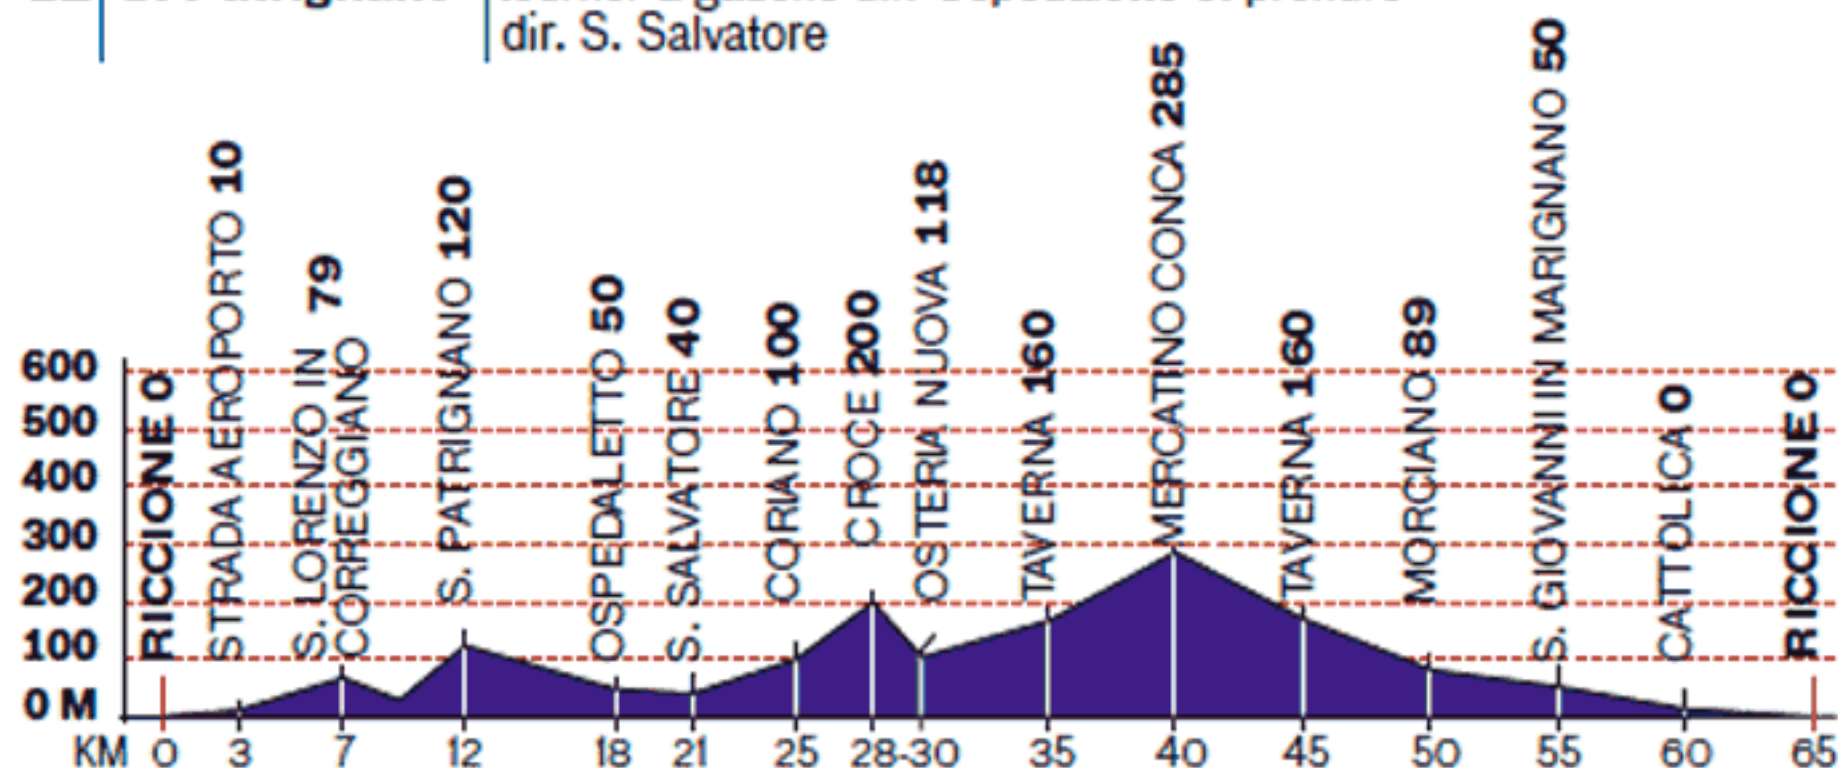 dir. S. Salvatore
RICCIONE 0
STRADA AEROPORTO 10
S. LORENZO IN 79
CORREGGIANO
S. PATRIGNANO 120
OSPEDALETTO 50
S. SALVATORE 40
CORIANO 100
CROCE 200
OSTERIA NUOVA 118
TAVERNA 160
MERCATINO CONCA 285
TAVERNA 160
MORCIANO 89
S. GIOVANNI IN MARIGNANO 50
CATTOLICA 0
RICCIONE 0
600
500
400
300
200
100
0 M
KM 0 3 7 12 18 21 25 28-30 35 40 45 50 55 60 65